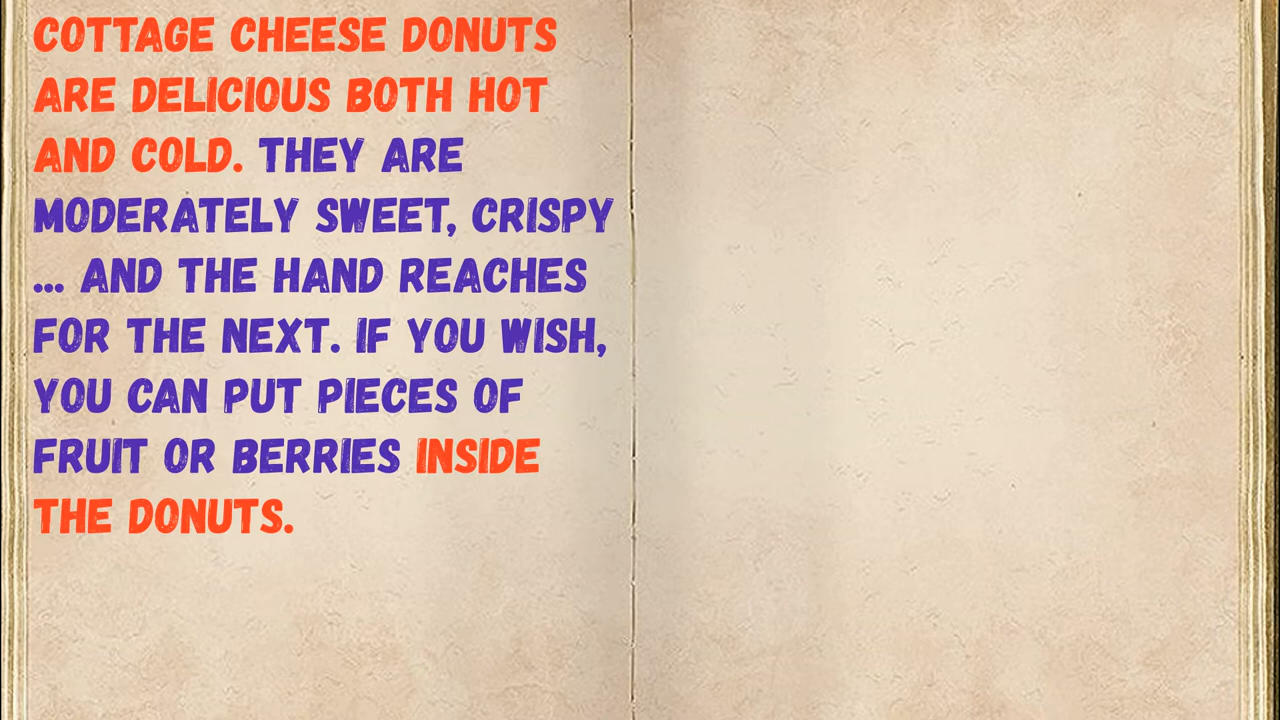 COTTAGE CHEESE DONUTS
ARE DELICIOUS BOTH HOT
AND COLD. THEY ARE
MODERATELY SWEET, CRISPY
... AND THE HAND REACHES
FOR THE NEXT. IF YOU WISH,
YOU CAN PUT PIECES OF
FRUIT OR BERRIES INSIDE
THE DONUTS.